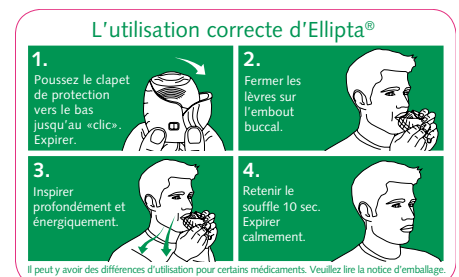 L'utilisation correcte d'Ellipta®
1.
Poussez le clapet
de protection
vers le bas
jusqu'au «clic».
Expirer.
2.
Fermer les
lèvres sur
l'embout
buccal.
3.
Inspirer
profondément et
énergiquement.
4.
Retenir le
souffle 10 sec.
Expirer
calmement.
Il peut y avoir des différences d'utilisation pour certains médicaments. Veuillez lire la notice d'emballage.